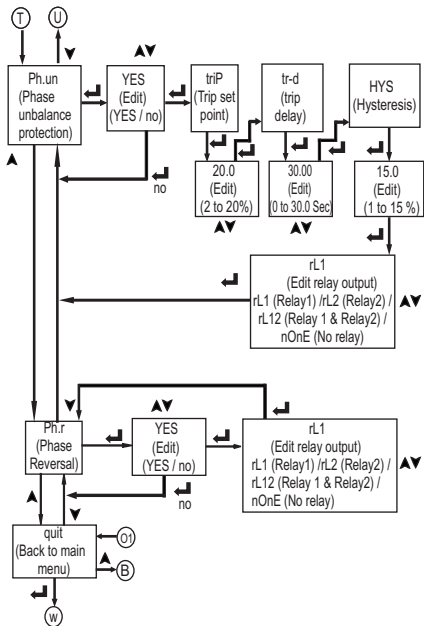 T
U
Ph.un
(Phase
unbalance
protection)
YES
(Edit)
(YES / no)
no
triP
(Trip set
point)
tr-d
(trip
delay)
HYS
(Hysteresis)
20.0
(Edit)
(2 to 20%)
30.00
(Edit)
(0 to 30.0 Sec)
15.0
(Edit)
(1 to 15 %)
rL1
(Edit relay output)
rL1 (Relay1) /rL2 (Relay2) /
rL12 (Relay 1 & Relay2) /
nOnE (No relay)
Ph.r
(Phase
Reversal)
YES
(Edit)
(YES / no)
no
rL1
(Edit relay output)
rL1 (Relay1) /rL2 (Relay2) /
rL12 (Relay 1 & Relay2) /
nOnE (No relay)
quit
(Back to main
menu)
O1
B
w